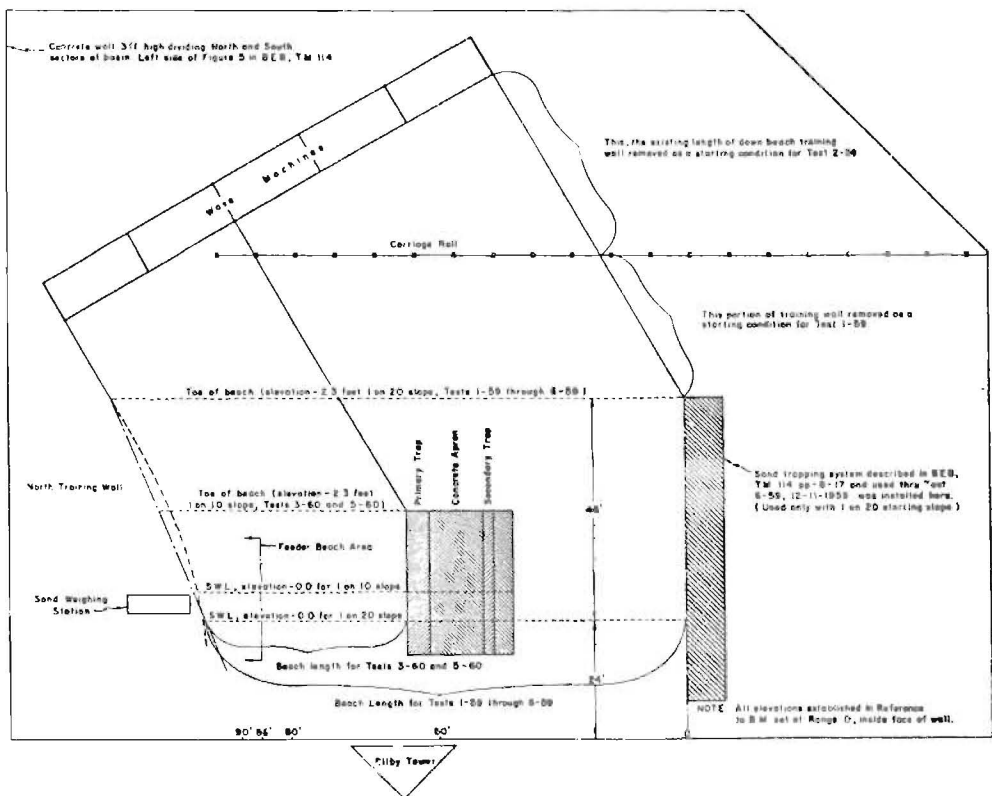 Concrete wall 3ft high dividing North and South
sectors of basin. Left side of Figure 5 in BEB, TM 114
This, the existing length of down beach training
wall removed as a starting condition for Test
Wave Machines
Carriage Rail
This portion of training wall removed as a
starting condition for Test 1-59
Toe of beach (elevation-2.3 feet 1 on 20 slope, Tests 1-59 through 6-59)
Primary Trap
Concrete Apron
Secondary Trap
North Training Wall
Toe of beach (elevation-2.3 feet
1 on 10 slope, Tests 3-60 and 5-60)
Sand trapping system described in BEB,
TM 114 pp-8-17 and used thru Test
6-59, 12-11-1959 was installed here.
(Used only with 1 on 20 starting slope)
46'
Feeder Beach Area
SWL, elevation-0.0 for 1 on 10 slope
Sand Weighing
Station
SWL, elevation-0.0 for 1 on 20 slope
Beach length for Tests 3-60 and 5-60
24'
Beach Length for Tests 1-59 through 6-59
NOTE All elevations established in Reference
to B.M. set at Range 0, inside face of wall.
90' 86' 80'
50'
0
Bilby Tower